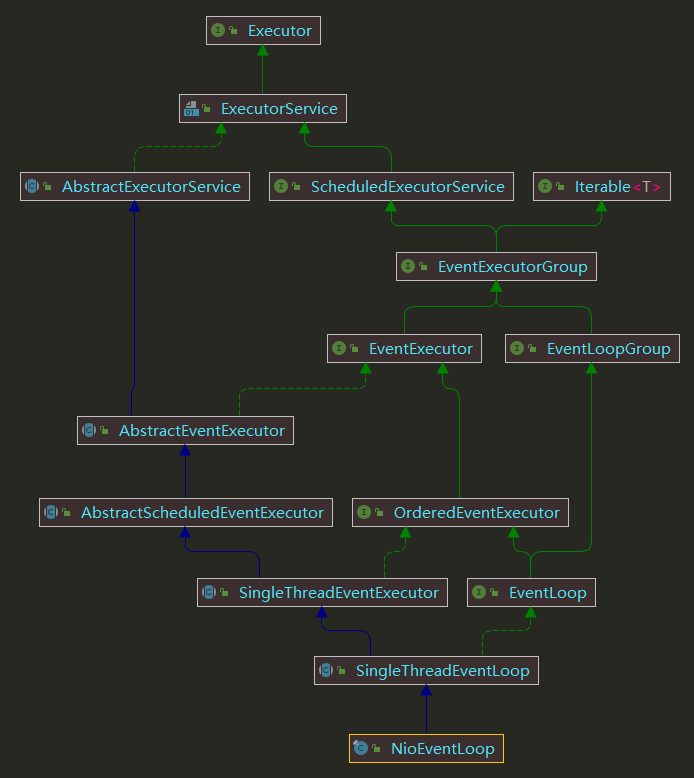 Executor
ExecutorService
AbstractExecutorService
ScheduledExecutorService
Iterable<T>
EventExecutorGroup
EventExecutor
EventLoopGroup
AbstractEventExecutor
AbstractScheduledEventExecutor
OrderedEventExecutor
SingleThreadEventExecutor
EventLoop
SingleThreadEventLoop
NioEventLoop